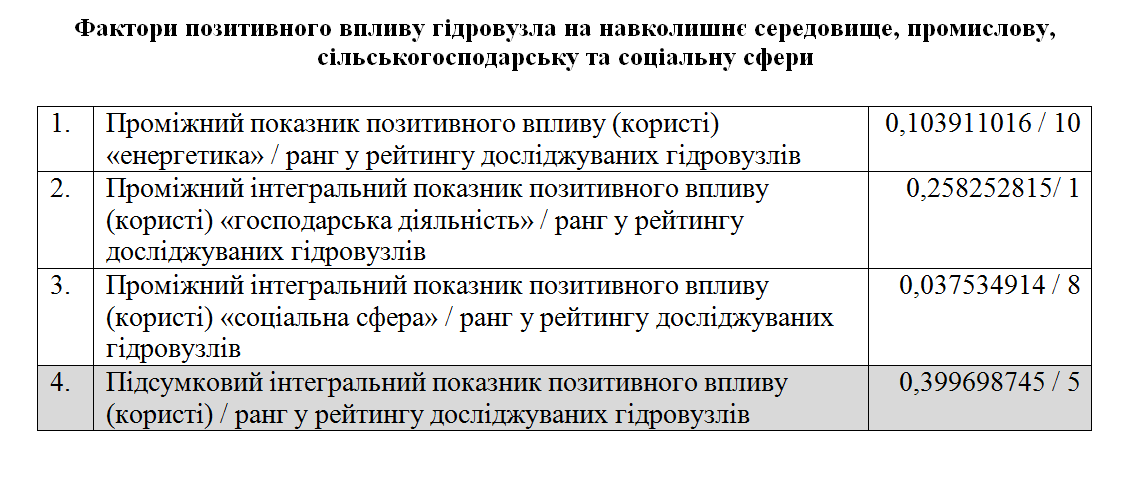 Фактори позитивного впливу гідровузла на навколишнє середовище, промислову,
сільськогосподарську та соціальну сфери
1. Проміжний показник позитивного впливу (користі) 0,103911016 / 10
«енергетика» / ранг у рейтингу досліджуваних гідровузлів
2. Проміжний інтегральний показник позитивного впливу 0,258252815/ 1
(користі) «господарська діяльність» / ранг у рейтингу
досліджуваних гідровузлів
3. Проміжний інтегральний показник позитивного впливу 0,037534914 / 8
(користі) «соціальна сфера» / ранг у рейтингу досліджуваних
гідровузлів
4. Підсумковий інтегральний показник позитивного впливу 0,399698745 / 5
(користі) / ранг у рейтингу досліджуваних гідровузлів